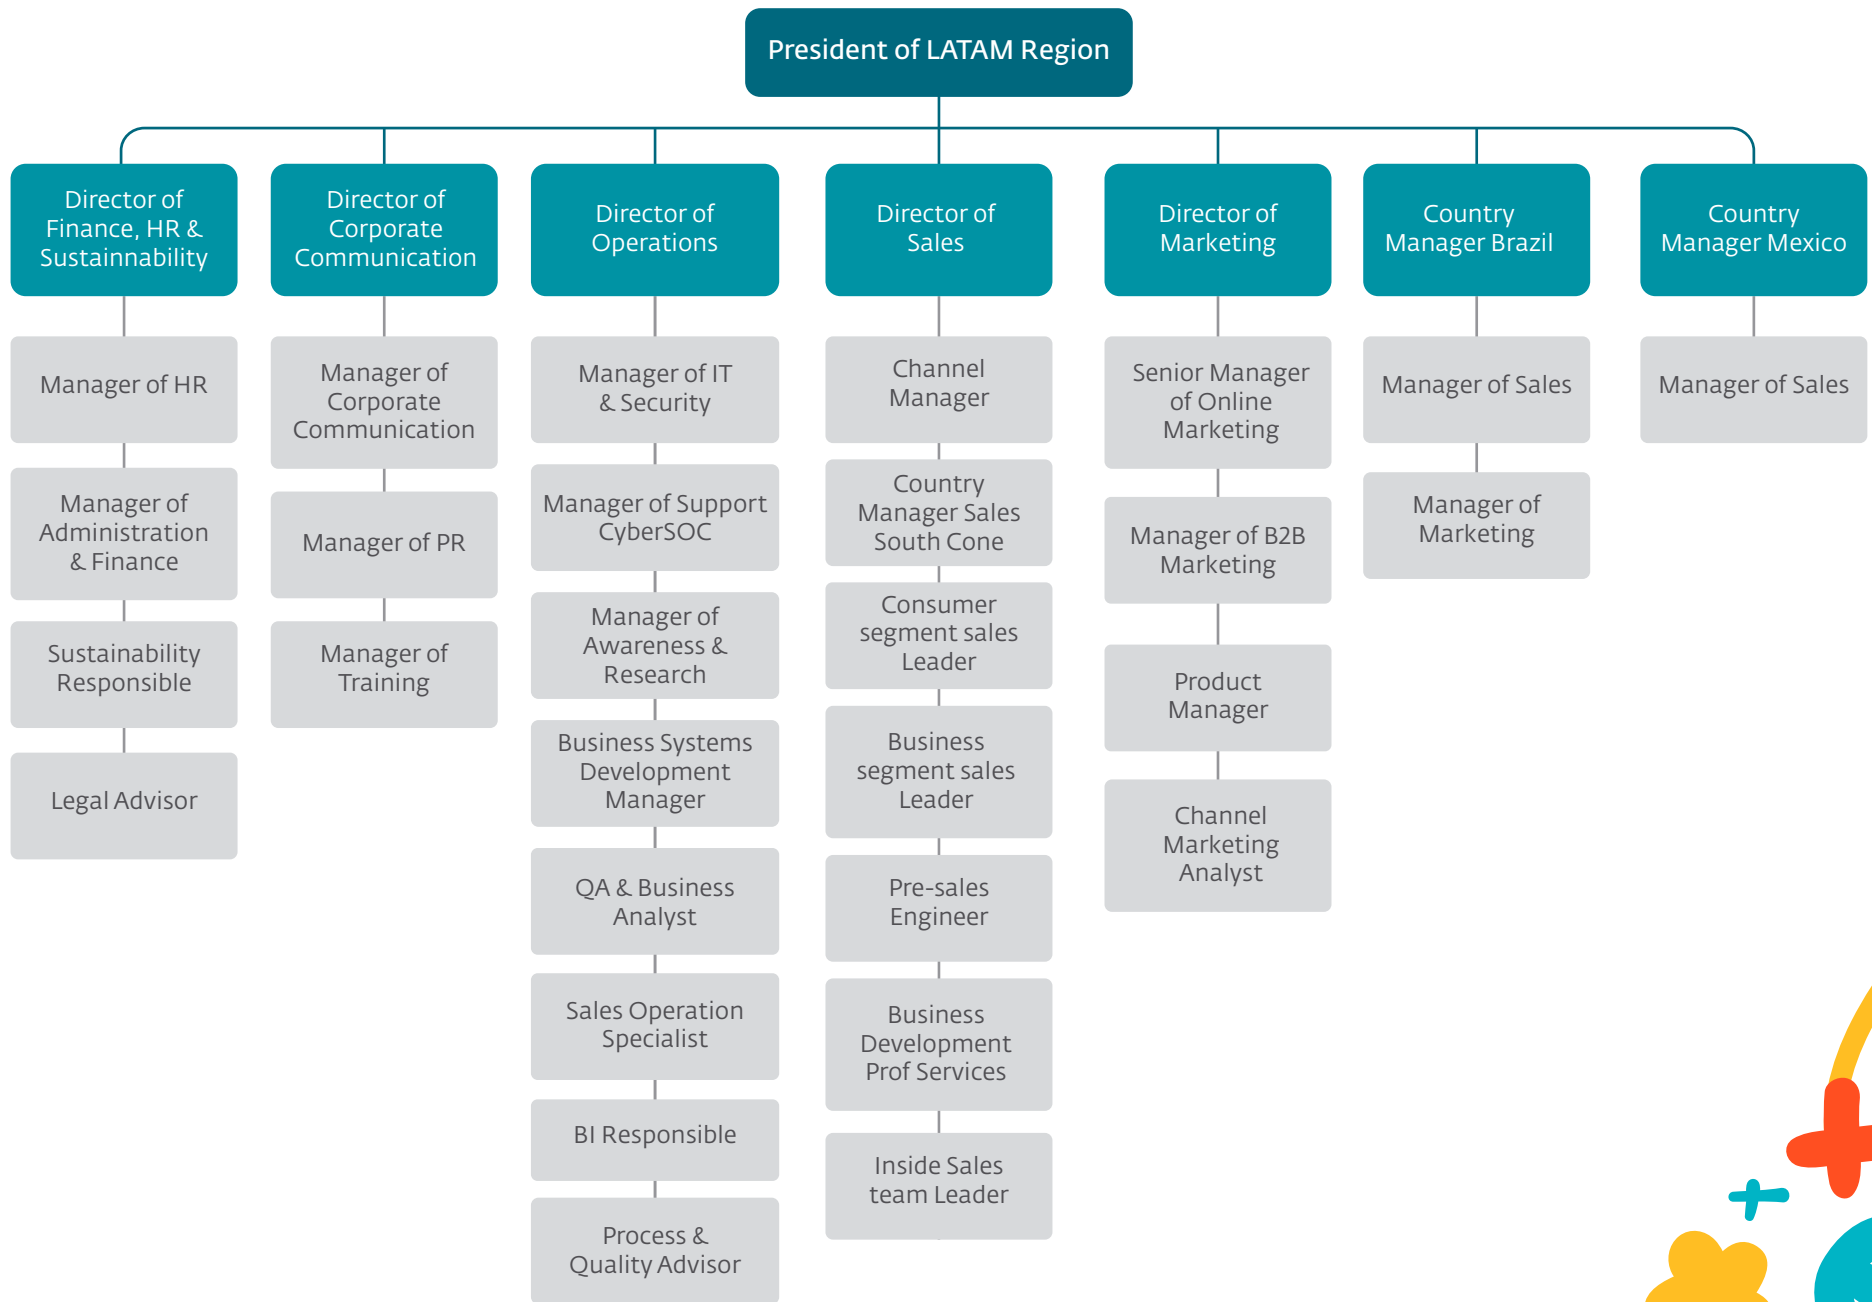 President of LATAM Region
Director of
Finance, HR &
Sustainnability
Manager of HR
Manager of
Administration
& Finance
Sustainability
Responsible
Legal Advisor
Director of
Corporate
Communication
Manager of
Corporate
Communication
Manager of PR
Manager of
Training
Director of
Operations
Manager of IT
& Security
Manager of Support
CyberSOC
Manager of
Awareness &
Research
Business Systems
Development
Manager
QA & Business
Analyst
Sales Operation
Specialist
BI Responsible
Process &
Quality Advisor
Director of
Sales
Channel
Manager
Country
Manager Sales
South Cone
Consumer
segment sales
Leader
Business
segment sales
Leader
Pre-sales
Engineer
Business
Development
Prof Services
Inside Sales
team Leader
Director of
Marketing
Senior Manager
of Online
Marketing
Manager of B2B
Marketing
Product
Manager
Channel
Marketing
Analyst
Country
Manager Brazil
Manager of Sales
Manager of
Marketing
Country
Manager Mexico
Manager of Sales